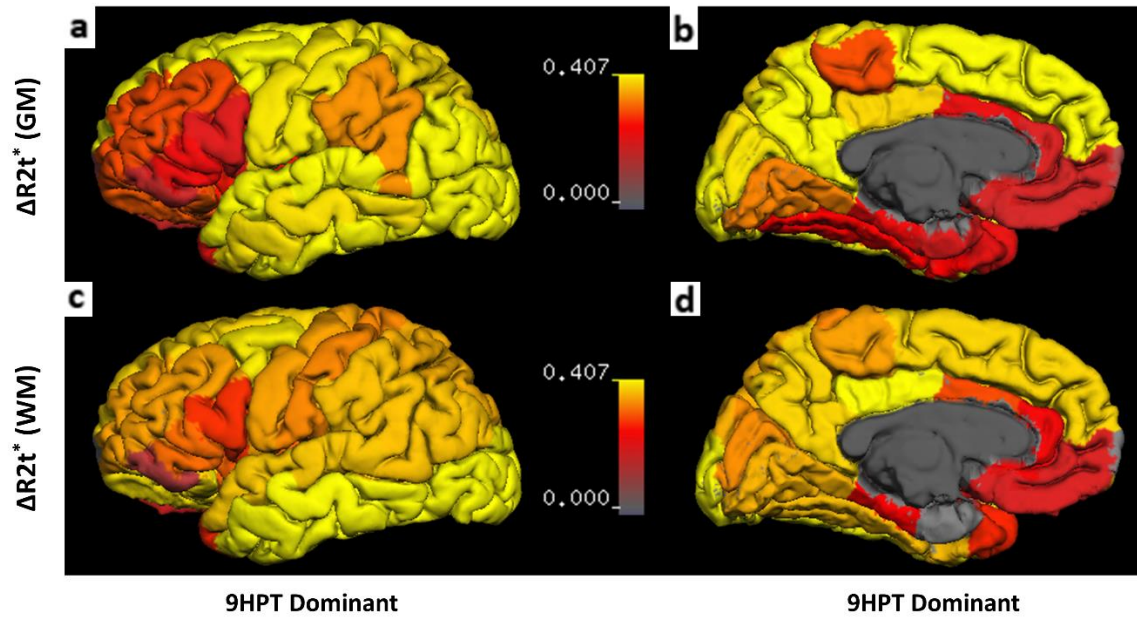 a
b
ΔR2t* (GM)
0.407
0.000
c
d
ΔR2t* (WM)
0.407
0.000
9HPT Dominant
9HPT Dominant